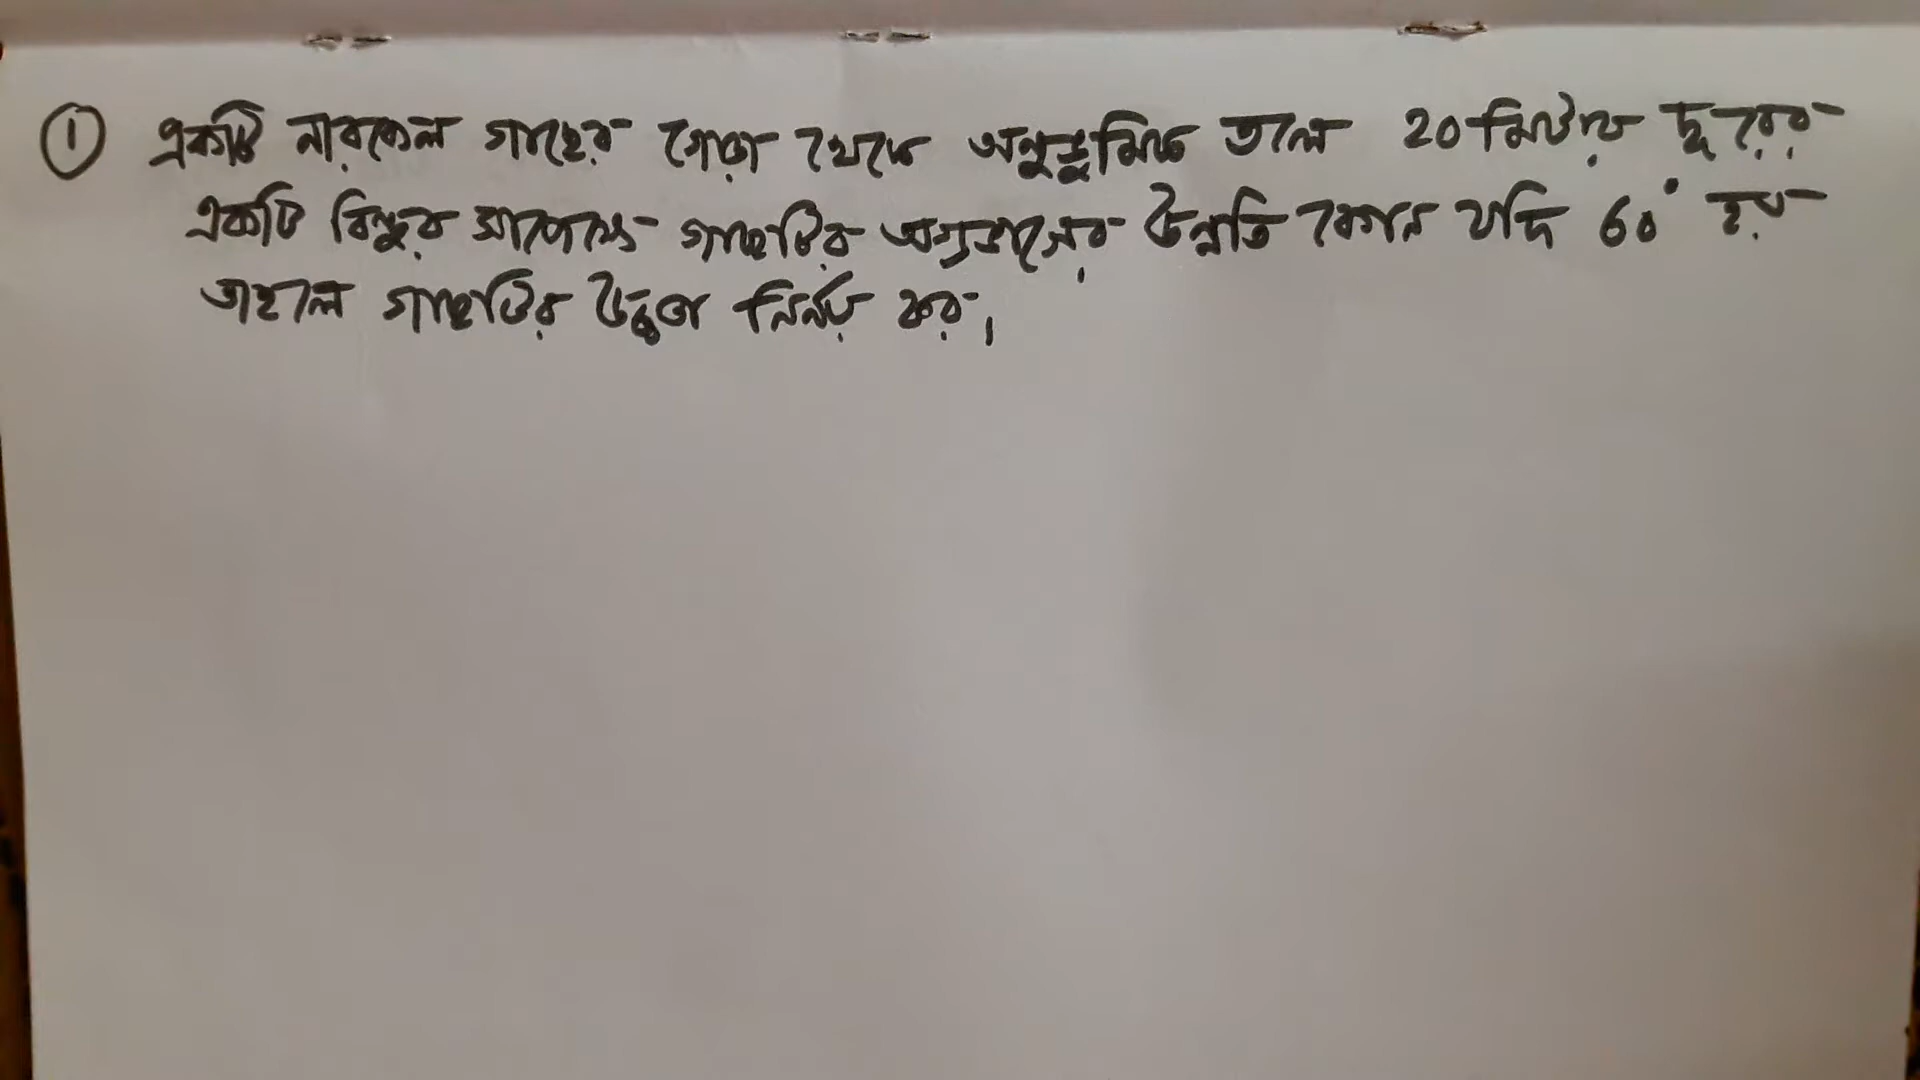 ① একটি নারকেল গাছের গোড়া থেকে অনুভূমিক তলে 20 মিটার দূরের
একটি বিন্দুর সাপেক্ষে গাছটির অগ্রভাগের উন্নতি কোন যদি 60° হয়
তাহলে গাছটির উচ্চতা নির্নয় কর।